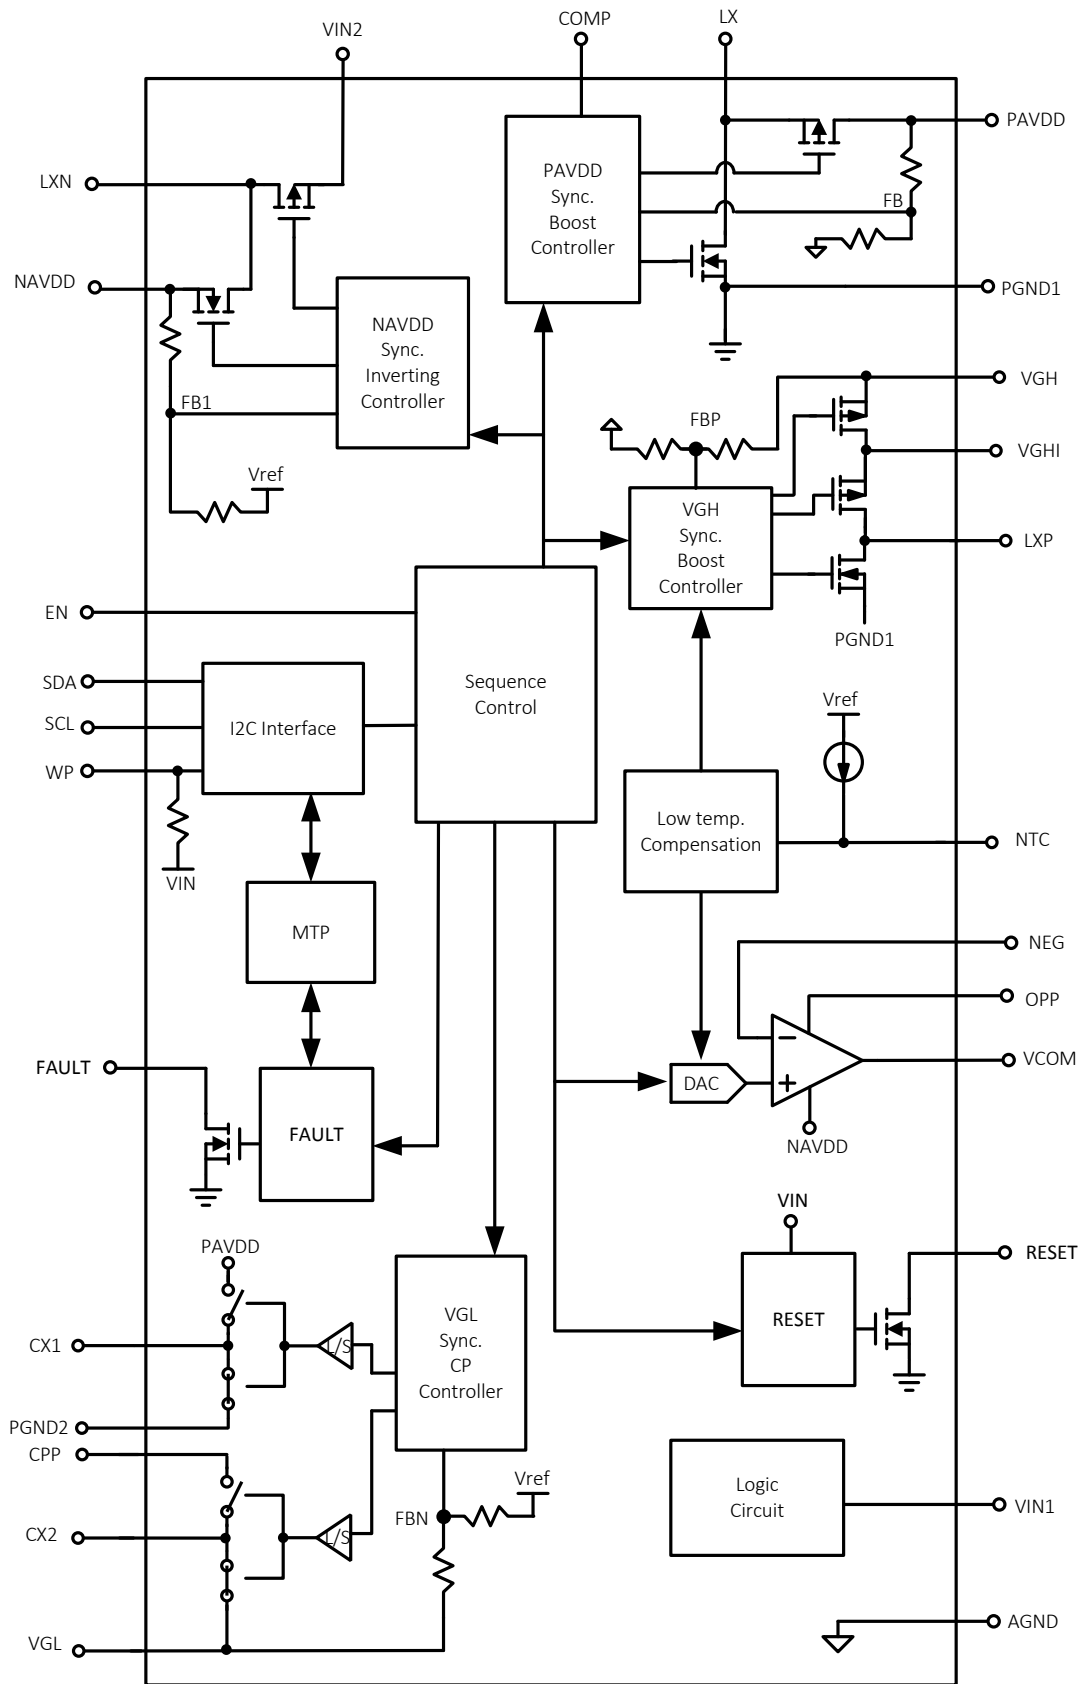 COMP
LX
VIN2
PAVDD
LXN
PAVDD
Sync.
Boost
Controller
FB
NAVDD
PGND1
NAVDD
Sync.
Inverting
Controller
FB1
Vref
VGH
FBP
VGHI
VGH
Sync.
Boost
Controller
LXP
PGND1
EN
SDA
SCL
WP
I2C Interface
VIN
Sequence
Control
Vref
Low temp.
Compensation
NTC
MTP
NEG
OPP
VCOM
DAC
−
+
NAVDD
FAULT
FAULT
VIN
RESET
RESET
PAVDD
CX1
L/S
VGL
Sync.
CP
Controller
PGND2
CPP
CX2
L/S
FBN
Vref
VGL
Logic
Circuit
VIN1
AGND